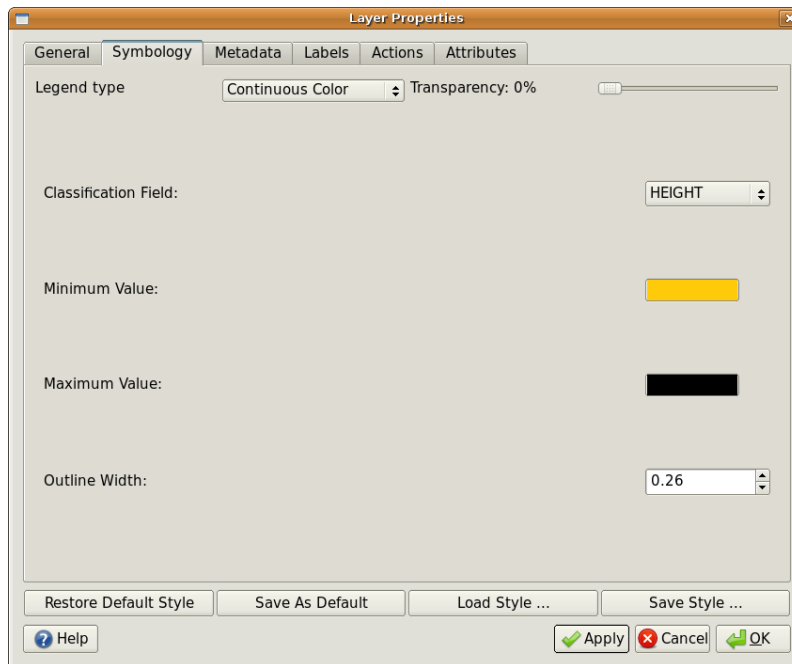 Layer Properties
General Symbology Metadata Labels Actions Attributes
Legend type Continuous Color Transparency: 0%
Classification Field: HEIGHT
Minimum Value:
Maximum Value:
Outline Width: 0.26
Restore Default Style Save As Default Load Style ... Save Style ...
Help Apply Cancel OK